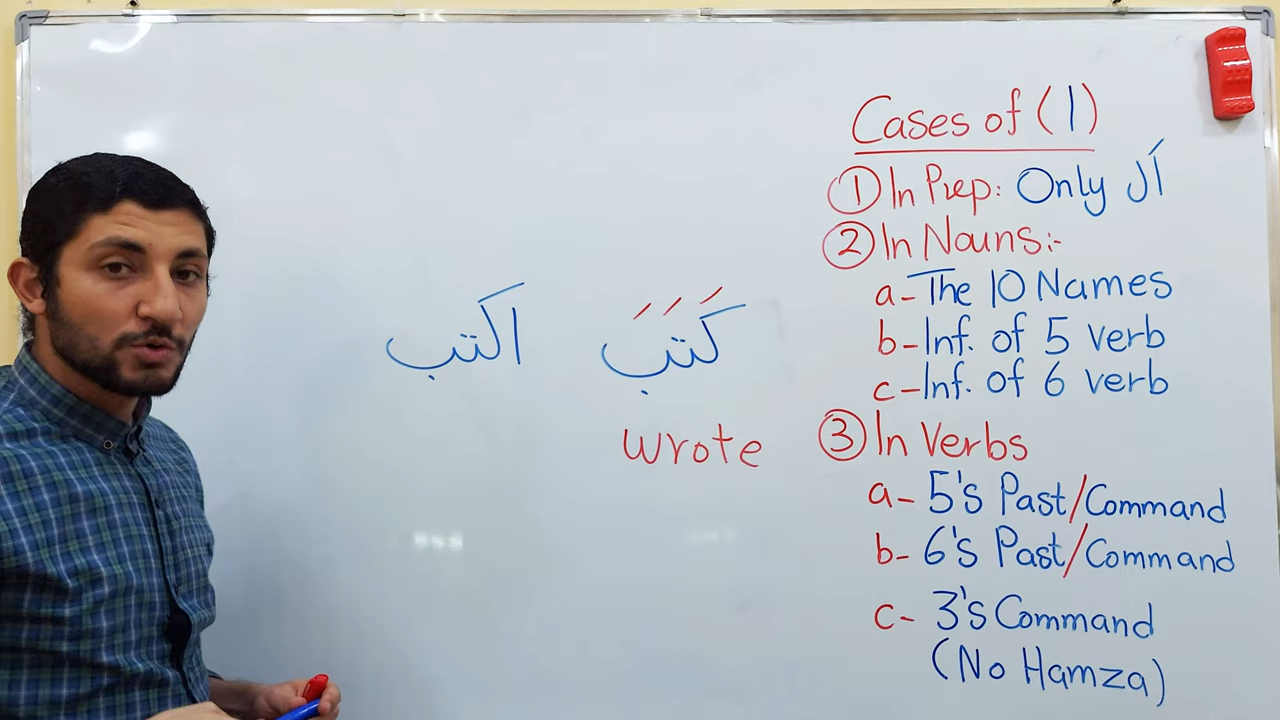 Cases of (ا)
① In Prep: Only اَل
② In Nouns:-
a- The 10 Names
b- Inf. of 5 verb
c- Inf. of 6 verb
③ In Verbs
a- 5's Past/Command
b- 6's Past/Command
c- 3's Command
(No Hamza)
كَتَبَ اكتب
wrote